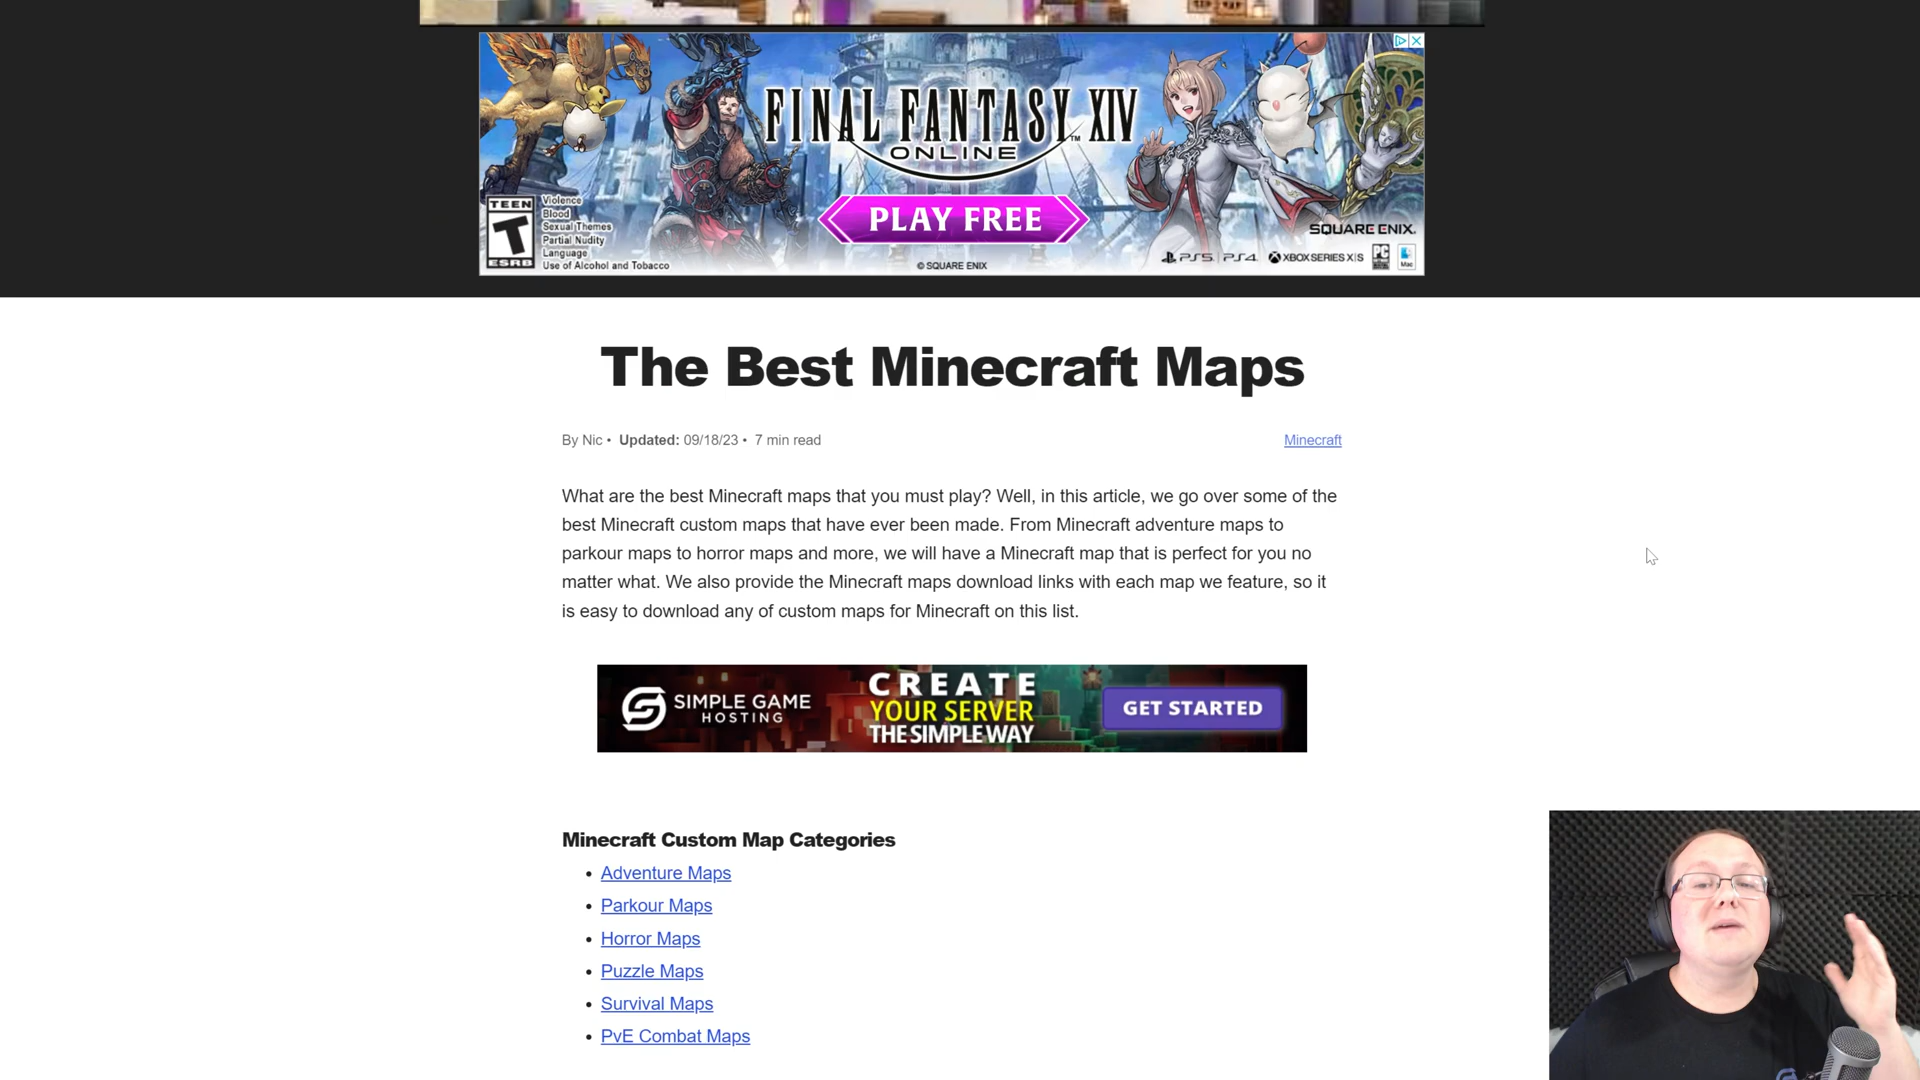 FINAL FANTASY XIV
ONLINE
PLAY FREE
TEEN
T
ESRB
Violence
Blood
Sexual Themes
Partial Nudity
Language
Use of Alcohol and Tobacco
© SQUARE ENIX
SQUARE ENIX.
PS5 | PS4 XBOX SERIES X|S PC Mac
The Best Minecraft Maps
By Nic • Updated: 09/18/23 • 7 min read
Minecraft
What are the best Minecraft maps that you must play? Well, in this article, we go over some of the
best Minecraft custom maps that have ever been made. From Minecraft adventure maps to
parkour maps to horror maps and more, we will have a Minecraft map that is perfect for you no
matter what. We also provide the Minecraft maps download links with each map we feature, so it
is easy to download any of custom maps for Minecraft on this list.
SIMPLE GAME
HOSTING
CREATE
YOUR SERVER
THE SIMPLE WAY
GET STARTED
Minecraft Custom Map Categories
• Adventure Maps
• Parkour Maps
• Horror Maps
• Puzzle Maps
• Survival Maps
• PvE Combat Maps